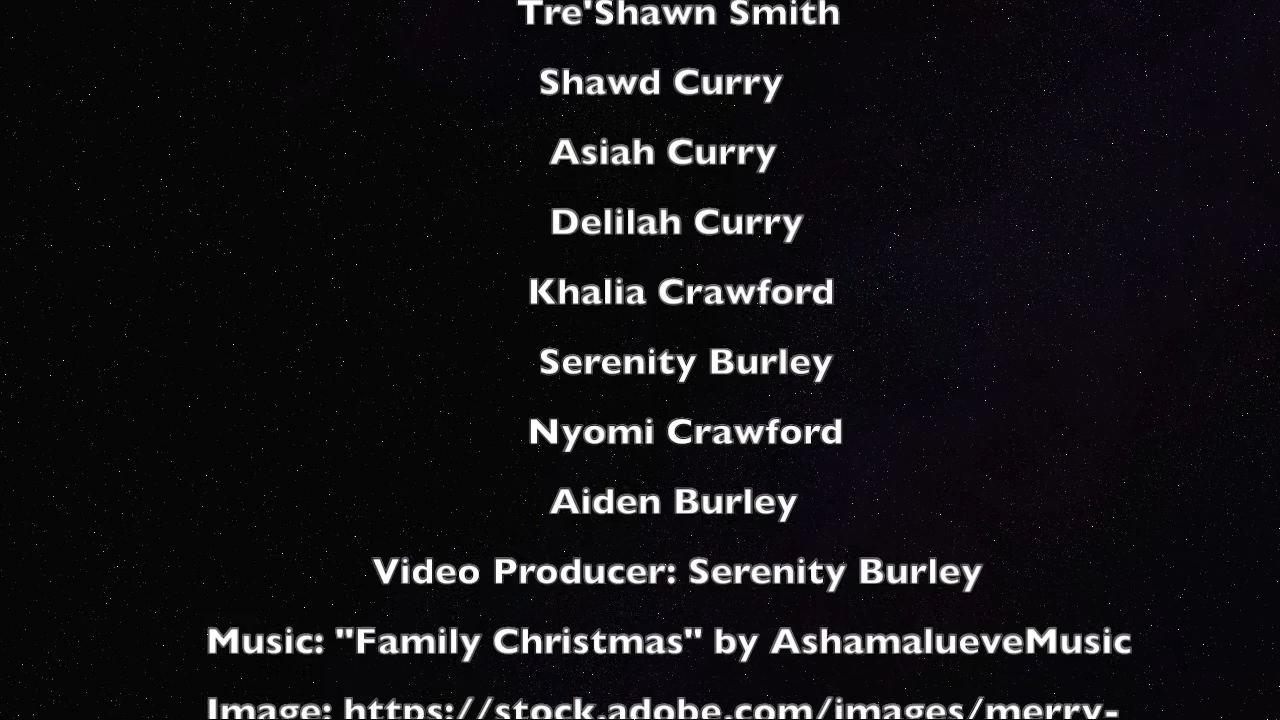 Tre'Shawn Smith
Shawd Curry
Asiah Curry
Delilah Curry
Khalia Crawford
Serenity Burley
Nyomi Crawford
Aiden Burley
Video Producer: Serenity Burley
Music: "Family Christmas" by AshamalueveMusic
Image: https://stock.adobe.com/images/merry-